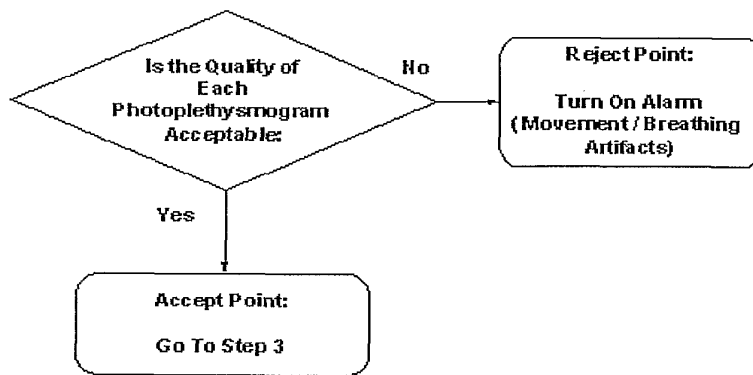 Is the Quality of
Each
Photoplethysmogram
Acceptable:
No
Reject Point:
Turn On Alarm
(Movement / Breathing
Artifacts)
Yes
Accept Point:
Go To Step 3